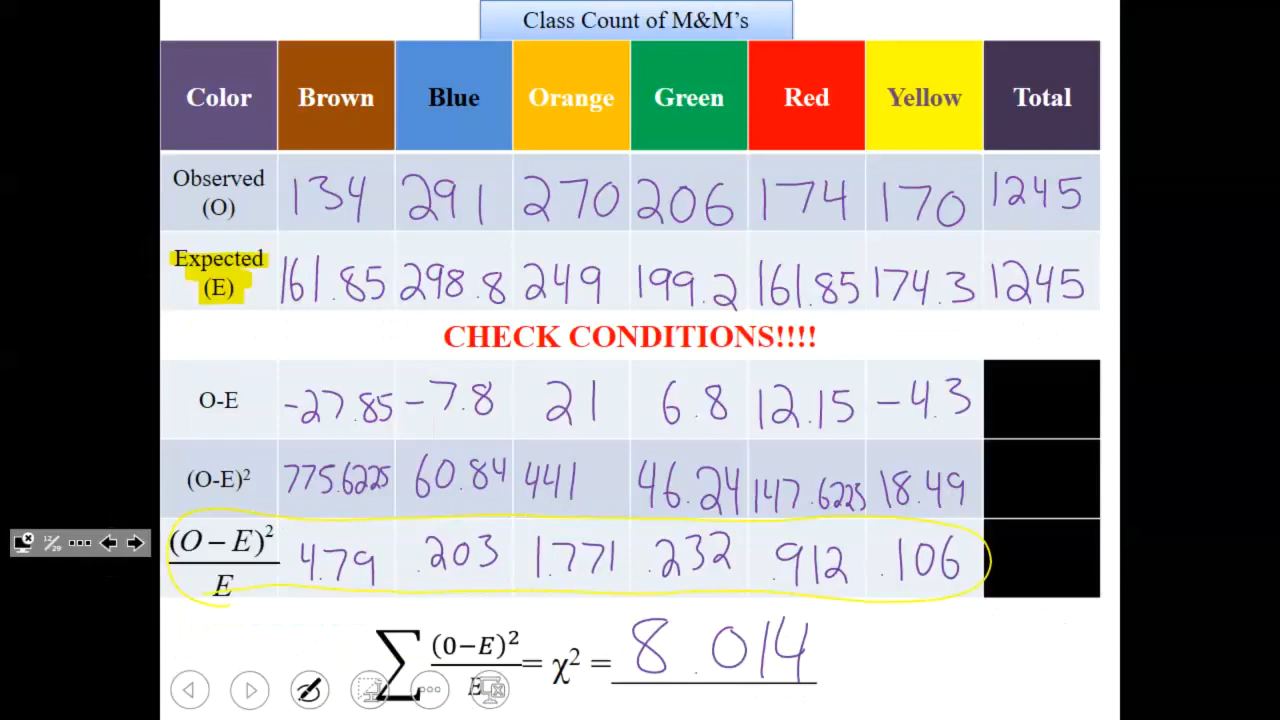 Class Count of M&M's
Color Brown Blue Orange Green Red Yellow Total
Observed (O) 134 291 270 206 174 170 1245
Expected (E) 161.85 298.8 249 199.2 161.85 174.3 1245
CHECK CONDITIONS!!!!
O-E -27.85 -7.8 21 6.8 12.15 -4.3
(O-E)² 775.6225 60.84 441 46.24 147.6225 18.49
(O-E)²/E 4.79 .203 1.771 .232 .912 .106
∑ (O-E)²/E = χ² = 8.014
12/29